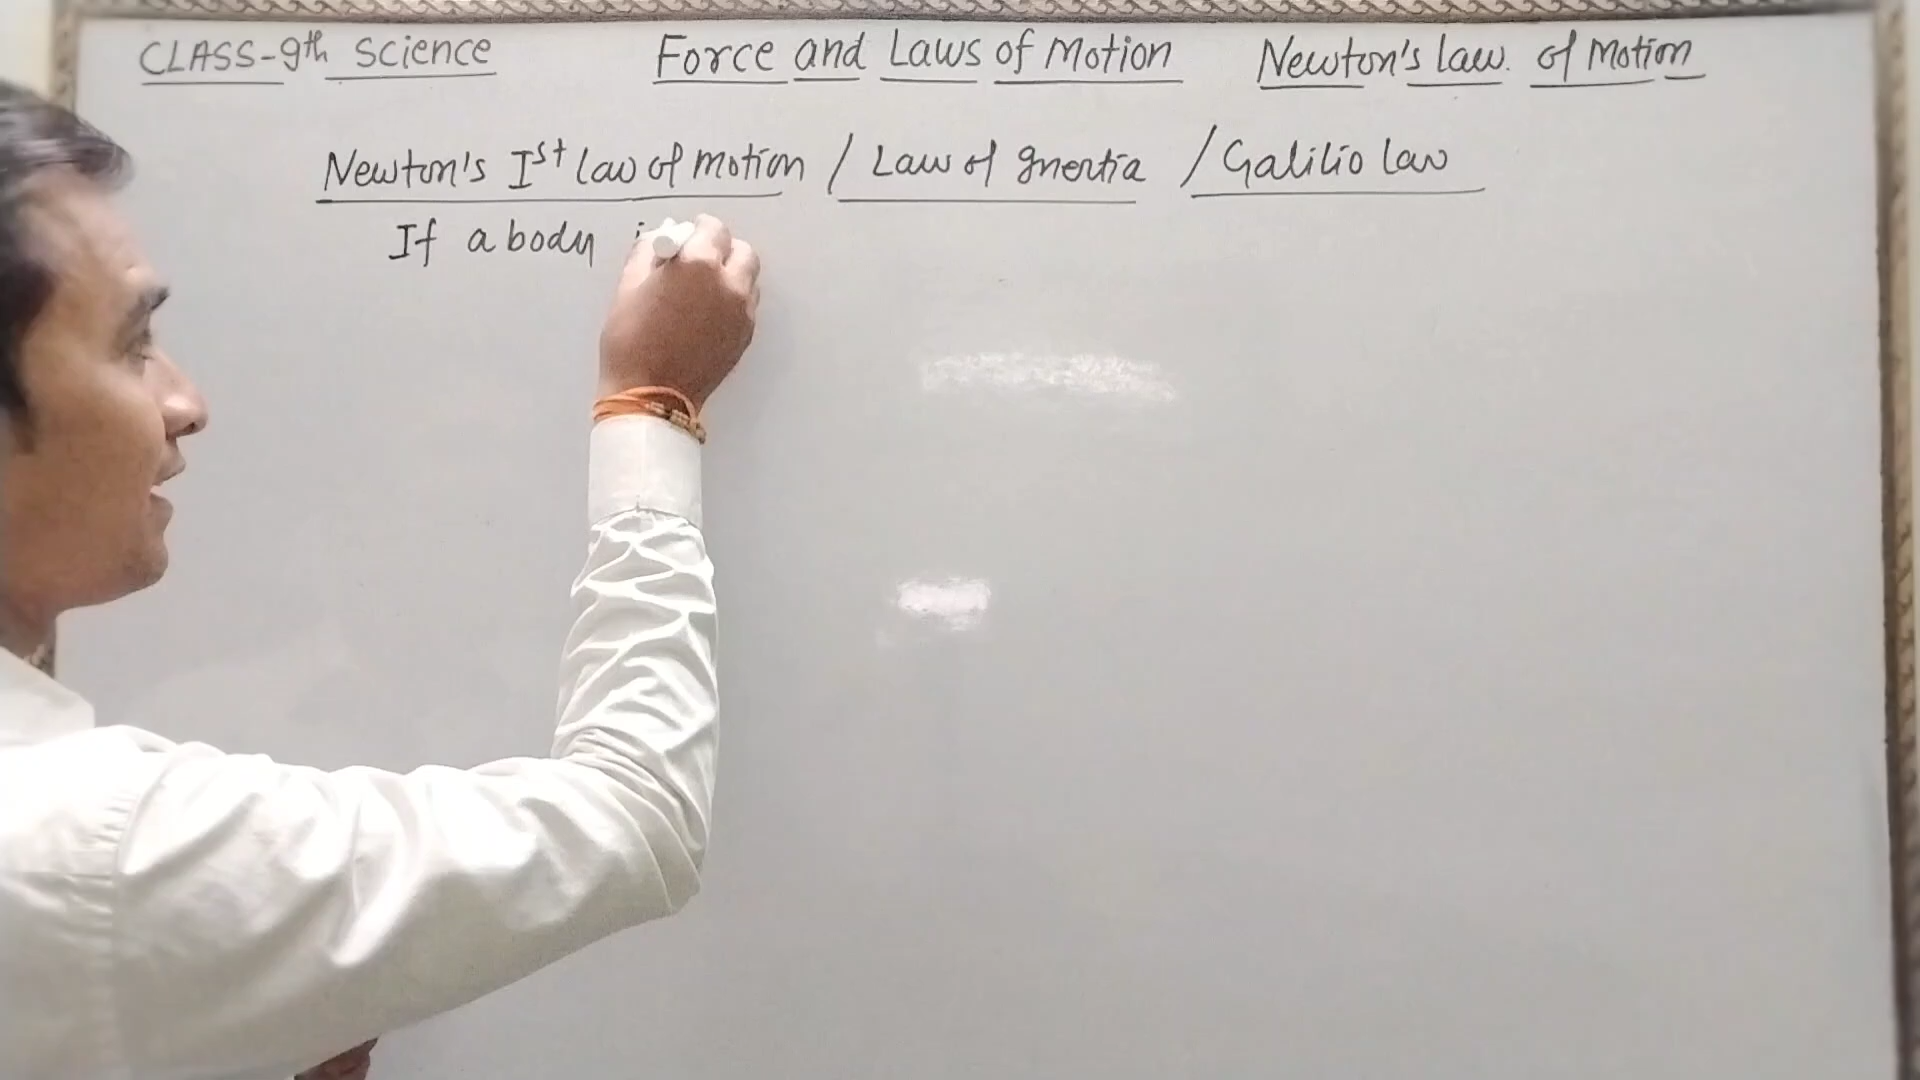 CLASS-9th Science Force and Laws of Motion Newton's law. of Motion
Newton's Ist law of motion / Law of Inertia / Galilio law
If a body